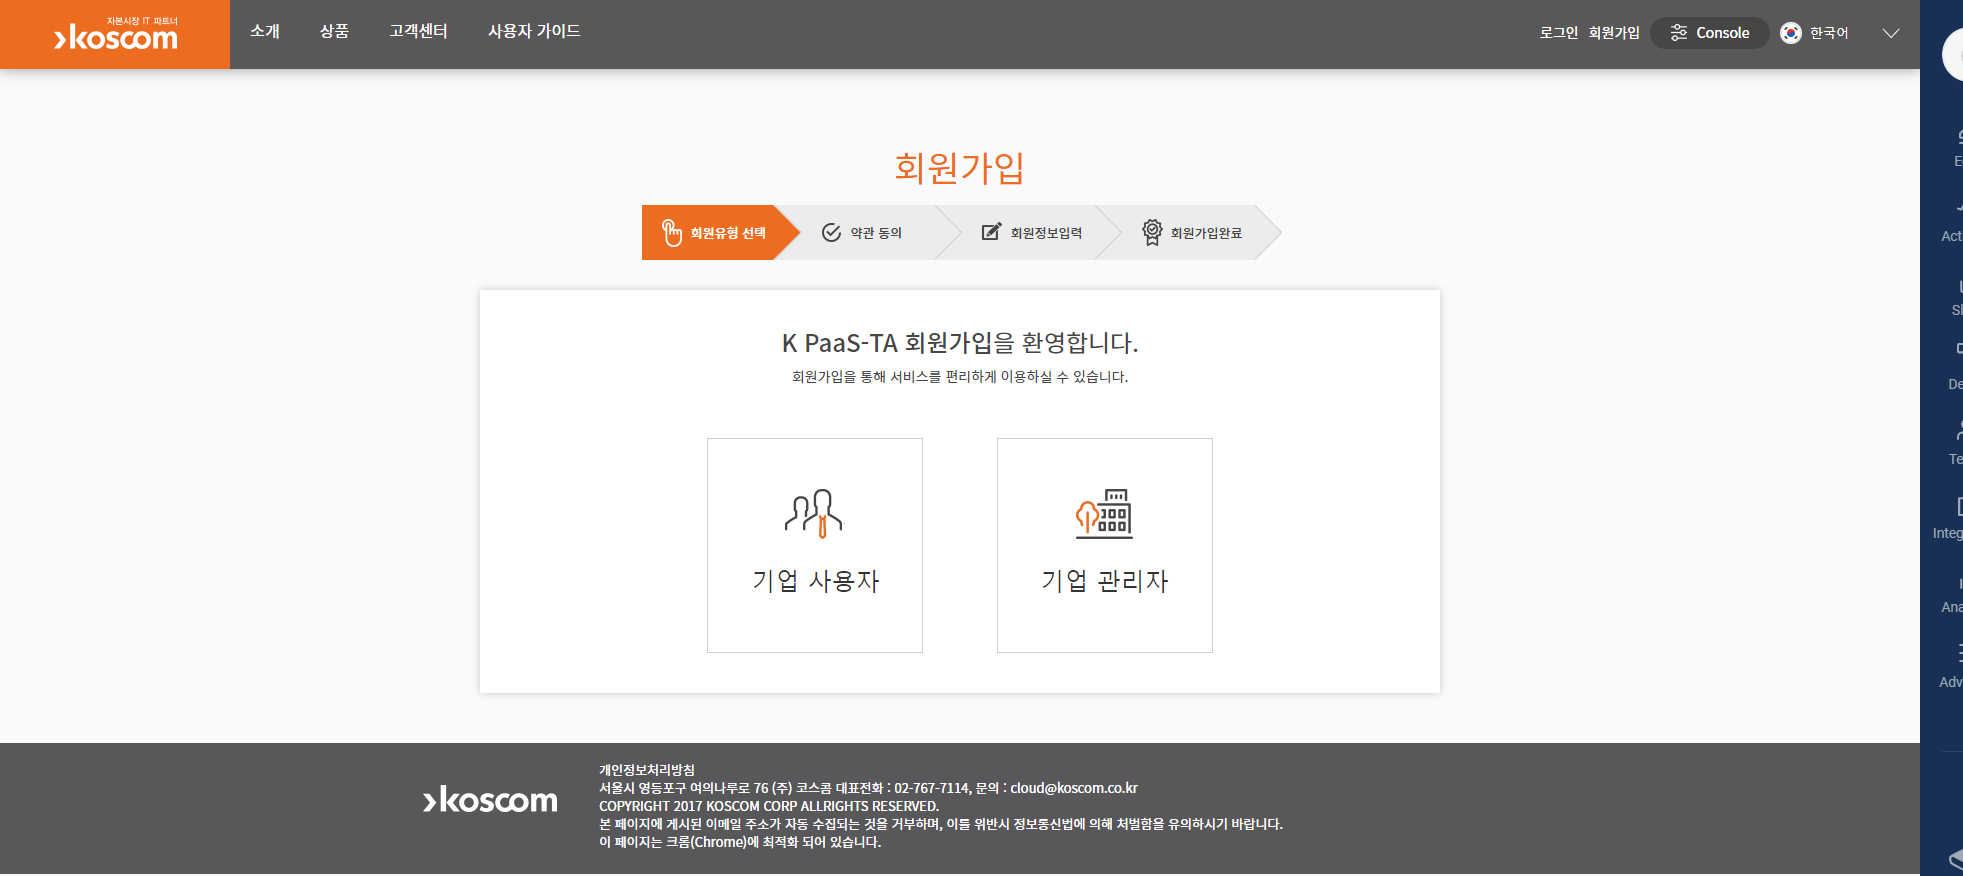 자본시장 IT 파트너
koscom
소개
상품
고객센터
사용자 가이드
로그인
회원가입
Console
한국어
회원가입
회원유형 선택
약관 동의
회원정보입력
회원가입완료
K PaaS-TA 회원가입을 환영합니다.
회원가입을 통해 서비스를 편리하게 이용하실 수 있습니다.
기업 사용자
기업 관리자
koscom
개인정보처리방침
서울시 영등포구 여의나루로 76 (주) 코스콤 대표전화 : 02-767-7114, 문의 : cloud@koscom.co.kr
COPYRIGHT 2017 KOSCOM CORP ALLRIGHTS RESERVED.
본 페이지에 게시된 이메일 주소가 자동 수집되는 것을 거부하며, 이를 위반시 정보통신법에 의해 처벌함을 유의하시기 바랍니다.
이 페이지는 크롬(Chrome)에 최적화 되어 있습니다.